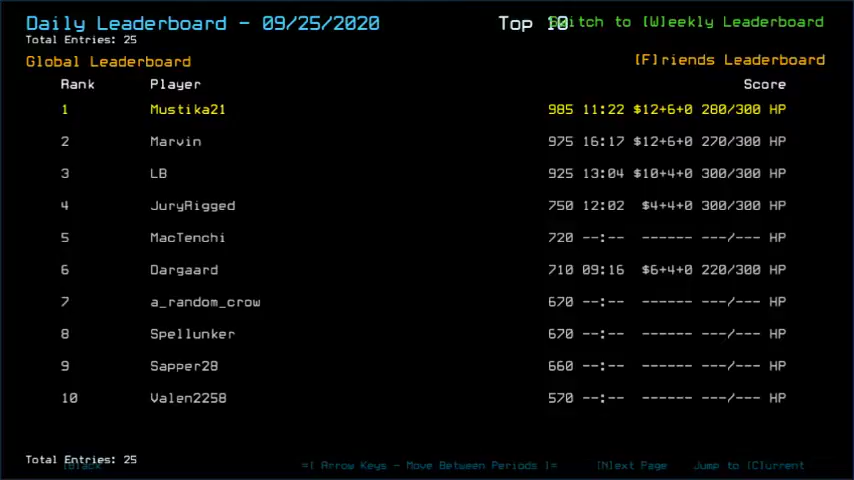 Daily Leaderboard - 09/25/2020 Top 10 Switch to [W]eekly Leaderboard
Total Entries: 25
Global Leaderboard [F]riends Leaderboard
Rank Player Score
1 Mustika21 985 11:22 $12+6+0 280/300 HP
2 Marvin 975 16:17 $12+6+0 270/300 HP
3 LB 925 13:04 $10+4+0 300/300 HP
4 JuryRigged 750 12:02 $4+4+0 300/300 HP
5 MacTenchi 720 --:-- ------ ---/--- HP
6 Dargaard 710 09:16 $6+4+0 220/300 HP
7 a_random_crow 670 --:-- ------ ---/--- HP
8 Spellunker 670 --:-- ------ ---/--- HP
9 Sapper28 660 --:-- ------ ---/--- HP
10 Valen2258 570 --:-- ------ ---/--- HP
Total Entries: 25
=[ Arrow Keys - Move Between Periods ]= [N]ext Page Jump to [C]urrent